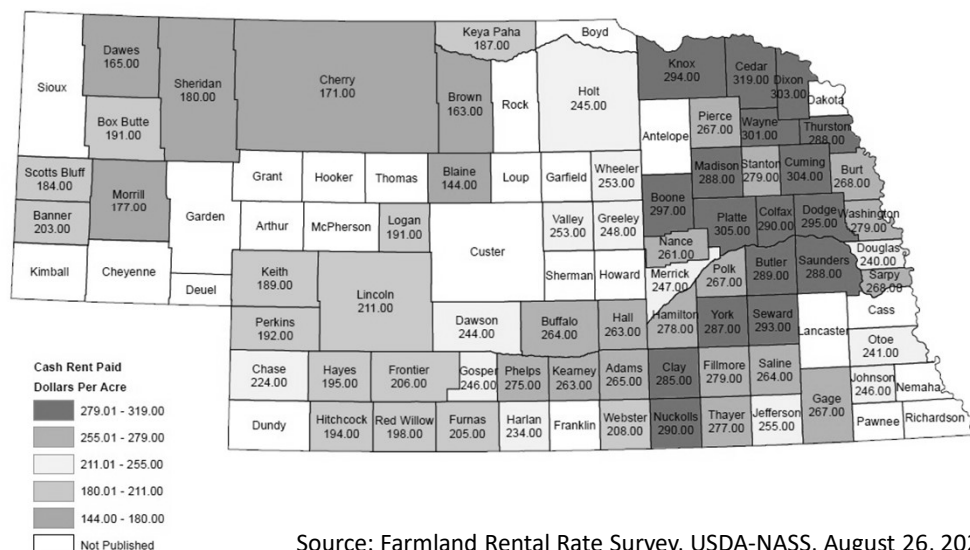 Sioux
Dawes
165.00
Box Butte
191.00
Sheridan
180.00
Cherry
171.00
Keya Paha
187.00
Boyd
Brown
163.00
Rock
Holt
245.00
Knox
294.00
Cedar
319.00
Dixon
303.00
Dakota
Antelope
Pierce
267.00
Wayne
301.00
Thurston
288.00
Scotts Bluff
184.00
Banner
203.00
Kimball
Morrill
177.00
Cheyenne
Garden
Deuel
Grant
Hooker
Thomas
Blaine
144.00
Loup
Garfield
Wheeler
253.00
Madison
288.00
Stanton
279.00
Cuming
304.00
Burt
268.00
Arthur
McPherson
Logan
191.00
Custer
Valley
253.00
Greeley
248.00
Boone
297.00
Platte
305.00
Colfax
290.00
Dodge
295.00
Washington
279.00
Nance
261.00
Douglas
240.00
Keith
189.00
Lincoln
211.00
Sherman
Howard
Merrick
247.00
Polk
267.00
Butler
289.00
Saunders
288.00
Sarpy
268.00
Perkins
192.00
Dawson
244.00
Buffalo
264.00
Hall
263.00
Hamilton
278.00
York
287.00
Seward
293.00
Lancaster
Cass
Otoe
241.00
Chase
224.00
Hayes
195.00
Frontier
206.00
Gosper
246.00
Phelps
275.00
Kearney
263.00
Adams
265.00
Clay
285.00
Fillmore
279.00
Saline
264.00
Gage
267.00
Johnson
246.00
Nemaha
Dundy
Hitchcock
194.00
Red Willow
198.00
Furnas
205.00
Harlan
234.00
Franklin
Webster
208.00
Nuckolls
290.00
Thayer
277.00
Jefferson
255.00
Pawnee
Richardson
Cash Rent Paid
Dollars Per Acre
279.01 - 319.00
255.01 - 279.00
211.01 - 255.00
180.01 - 211.00
144.00 - 180.00
Not Published
Source: Farmland Rental Rate Survey, USDA-NASS, August 26,